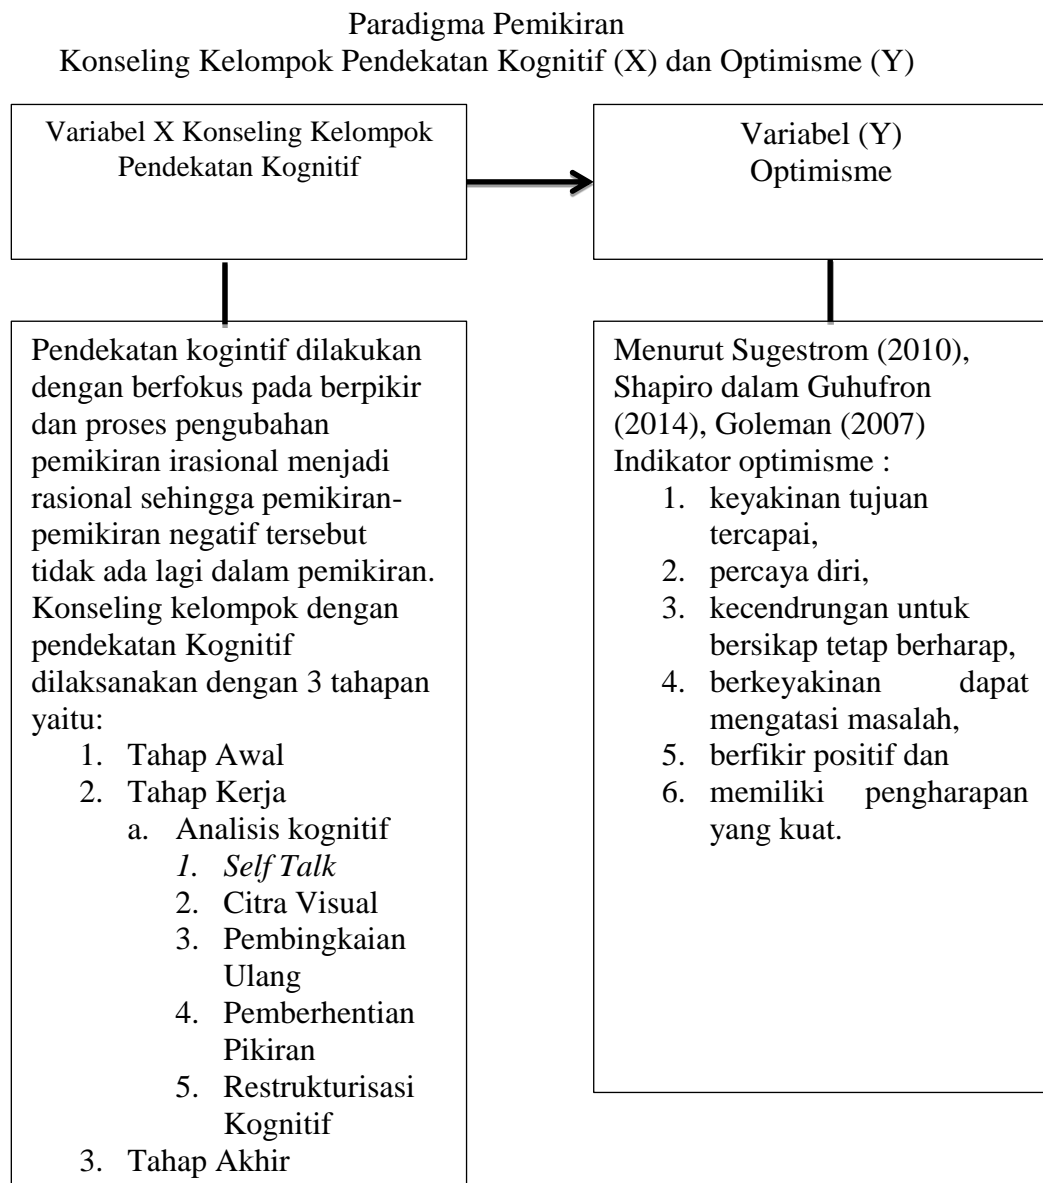 Paradigma Pemikiran
Konseling Kelompok Pendekatan Kognitif (X) dan Optimisme (Y)
Variabel X Konseling Kelompok
Pendekatan Kognitif
Variabel (Y)
Optimisme
Pendekatan kogintif dilakukan
dengan berfokus pada berpikir
dan proses pengubahan
pemikiran irasional menjadi
rasional sehingga pemikiran-
pemikiran negatif tersebut
tidak ada lagi dalam pemikiran.
Konseling kelompok dengan
pendekatan Kognitif
dilaksanakan dengan 3 tahapan
yaitu:
1. Tahap Awal
2. Tahap Kerja
a. Analisis kognitif
1. Self Talk
2. Citra Visual
3. Pembingkaian
Ulang
4. Pemberhentian
Pikiran
5. Restrukturisasi
Kognitif
3. Tahap Akhir
Menurut Sugestrom (2010),
Shapiro dalam Guhufron
(2014), Goleman (2007)
Indikator optimisme :
1. keyakinan tujuan
tercapai,
2. percaya diri,
3. kecendrungan untuk
bersikap tetap berharap,
4. berkeyakinan dapat
mengatasi masalah,
5. berfikir positif dan
6. memiliki pengharapan
yang kuat.